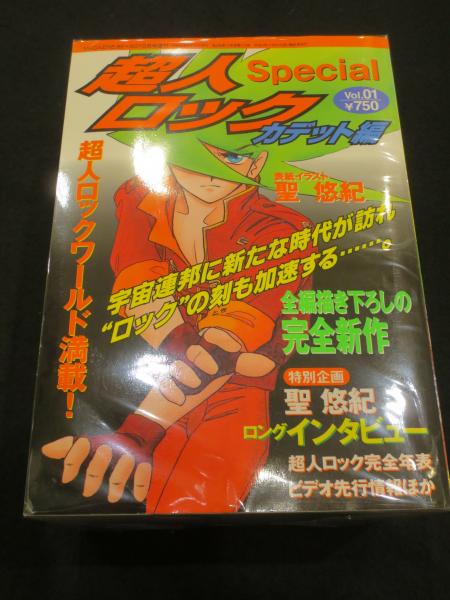 超人 Special
ロック
カデット編
Vol.01
¥750
表紙イラスト
聖 悠紀
超人ロックワールド満載!
宇宙連邦に新たな時代が訪れ
“ロック”の刻も加速する……。
全編描き下ろしの
完全新作
特別企画
聖 悠紀
ロングインタビュー
超人ロック完全年表
ビデオ先行情報ほか